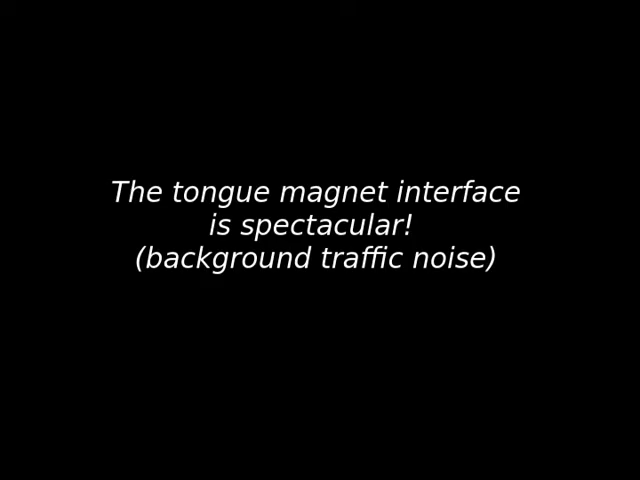 The tongue magnet interface
is spectacular!
(background traffic noise)